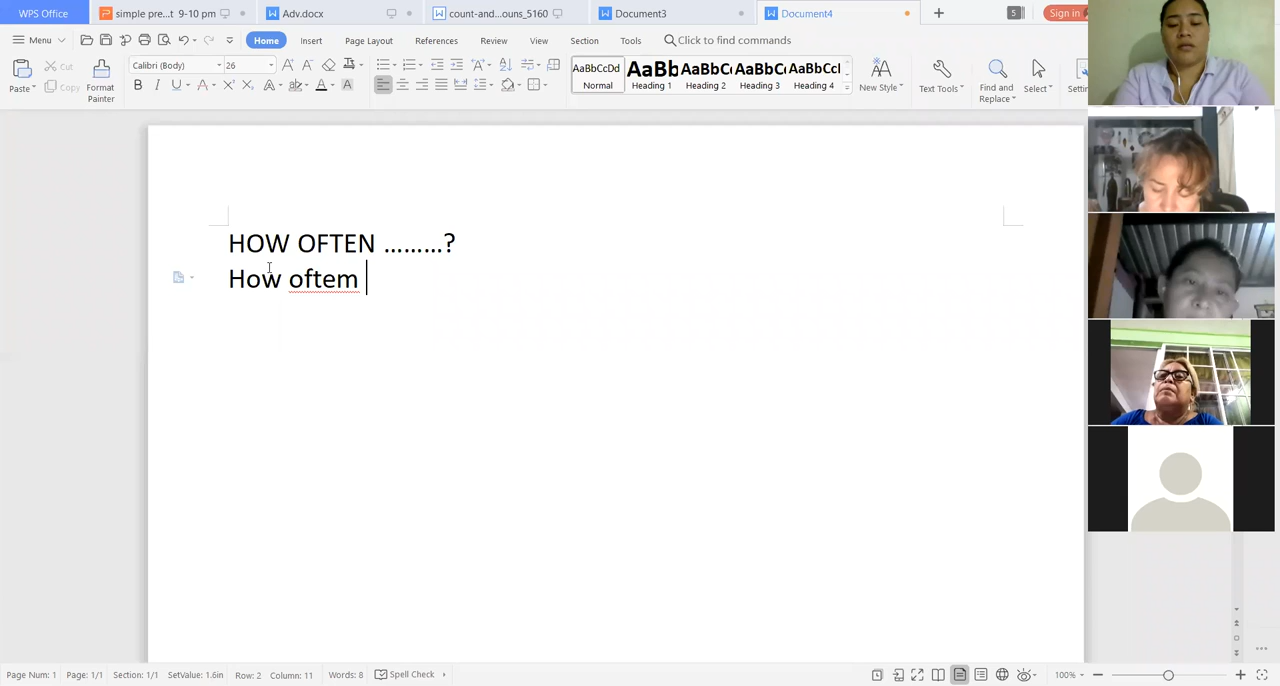 WPS Office
simple pre...t 9-10 pm
Adv.docx
count-and...ouns_5160
Document3
Document4
5
Sign in
Menu
Home
Insert
Page Layout
References
Review
View
Section
Tools
Click to find commands
Paste
Cut
Copy
Format Painter
Calibri (Body)
26
AaBbCcDd
Normal
AaBb
Heading 1
AaBbC
Heading 2
AaBbC
Heading 3
AaBbCcl
Heading 4
New Style
Text Tools
Find and Replace
Select
HOW OFTEN .........?
How oftem
Page Num: 1
Page: 1/1
Section: 1/1
SetValue: 1.6in
Row: 2
Column: 11
Words: 8
Spell Check
100%